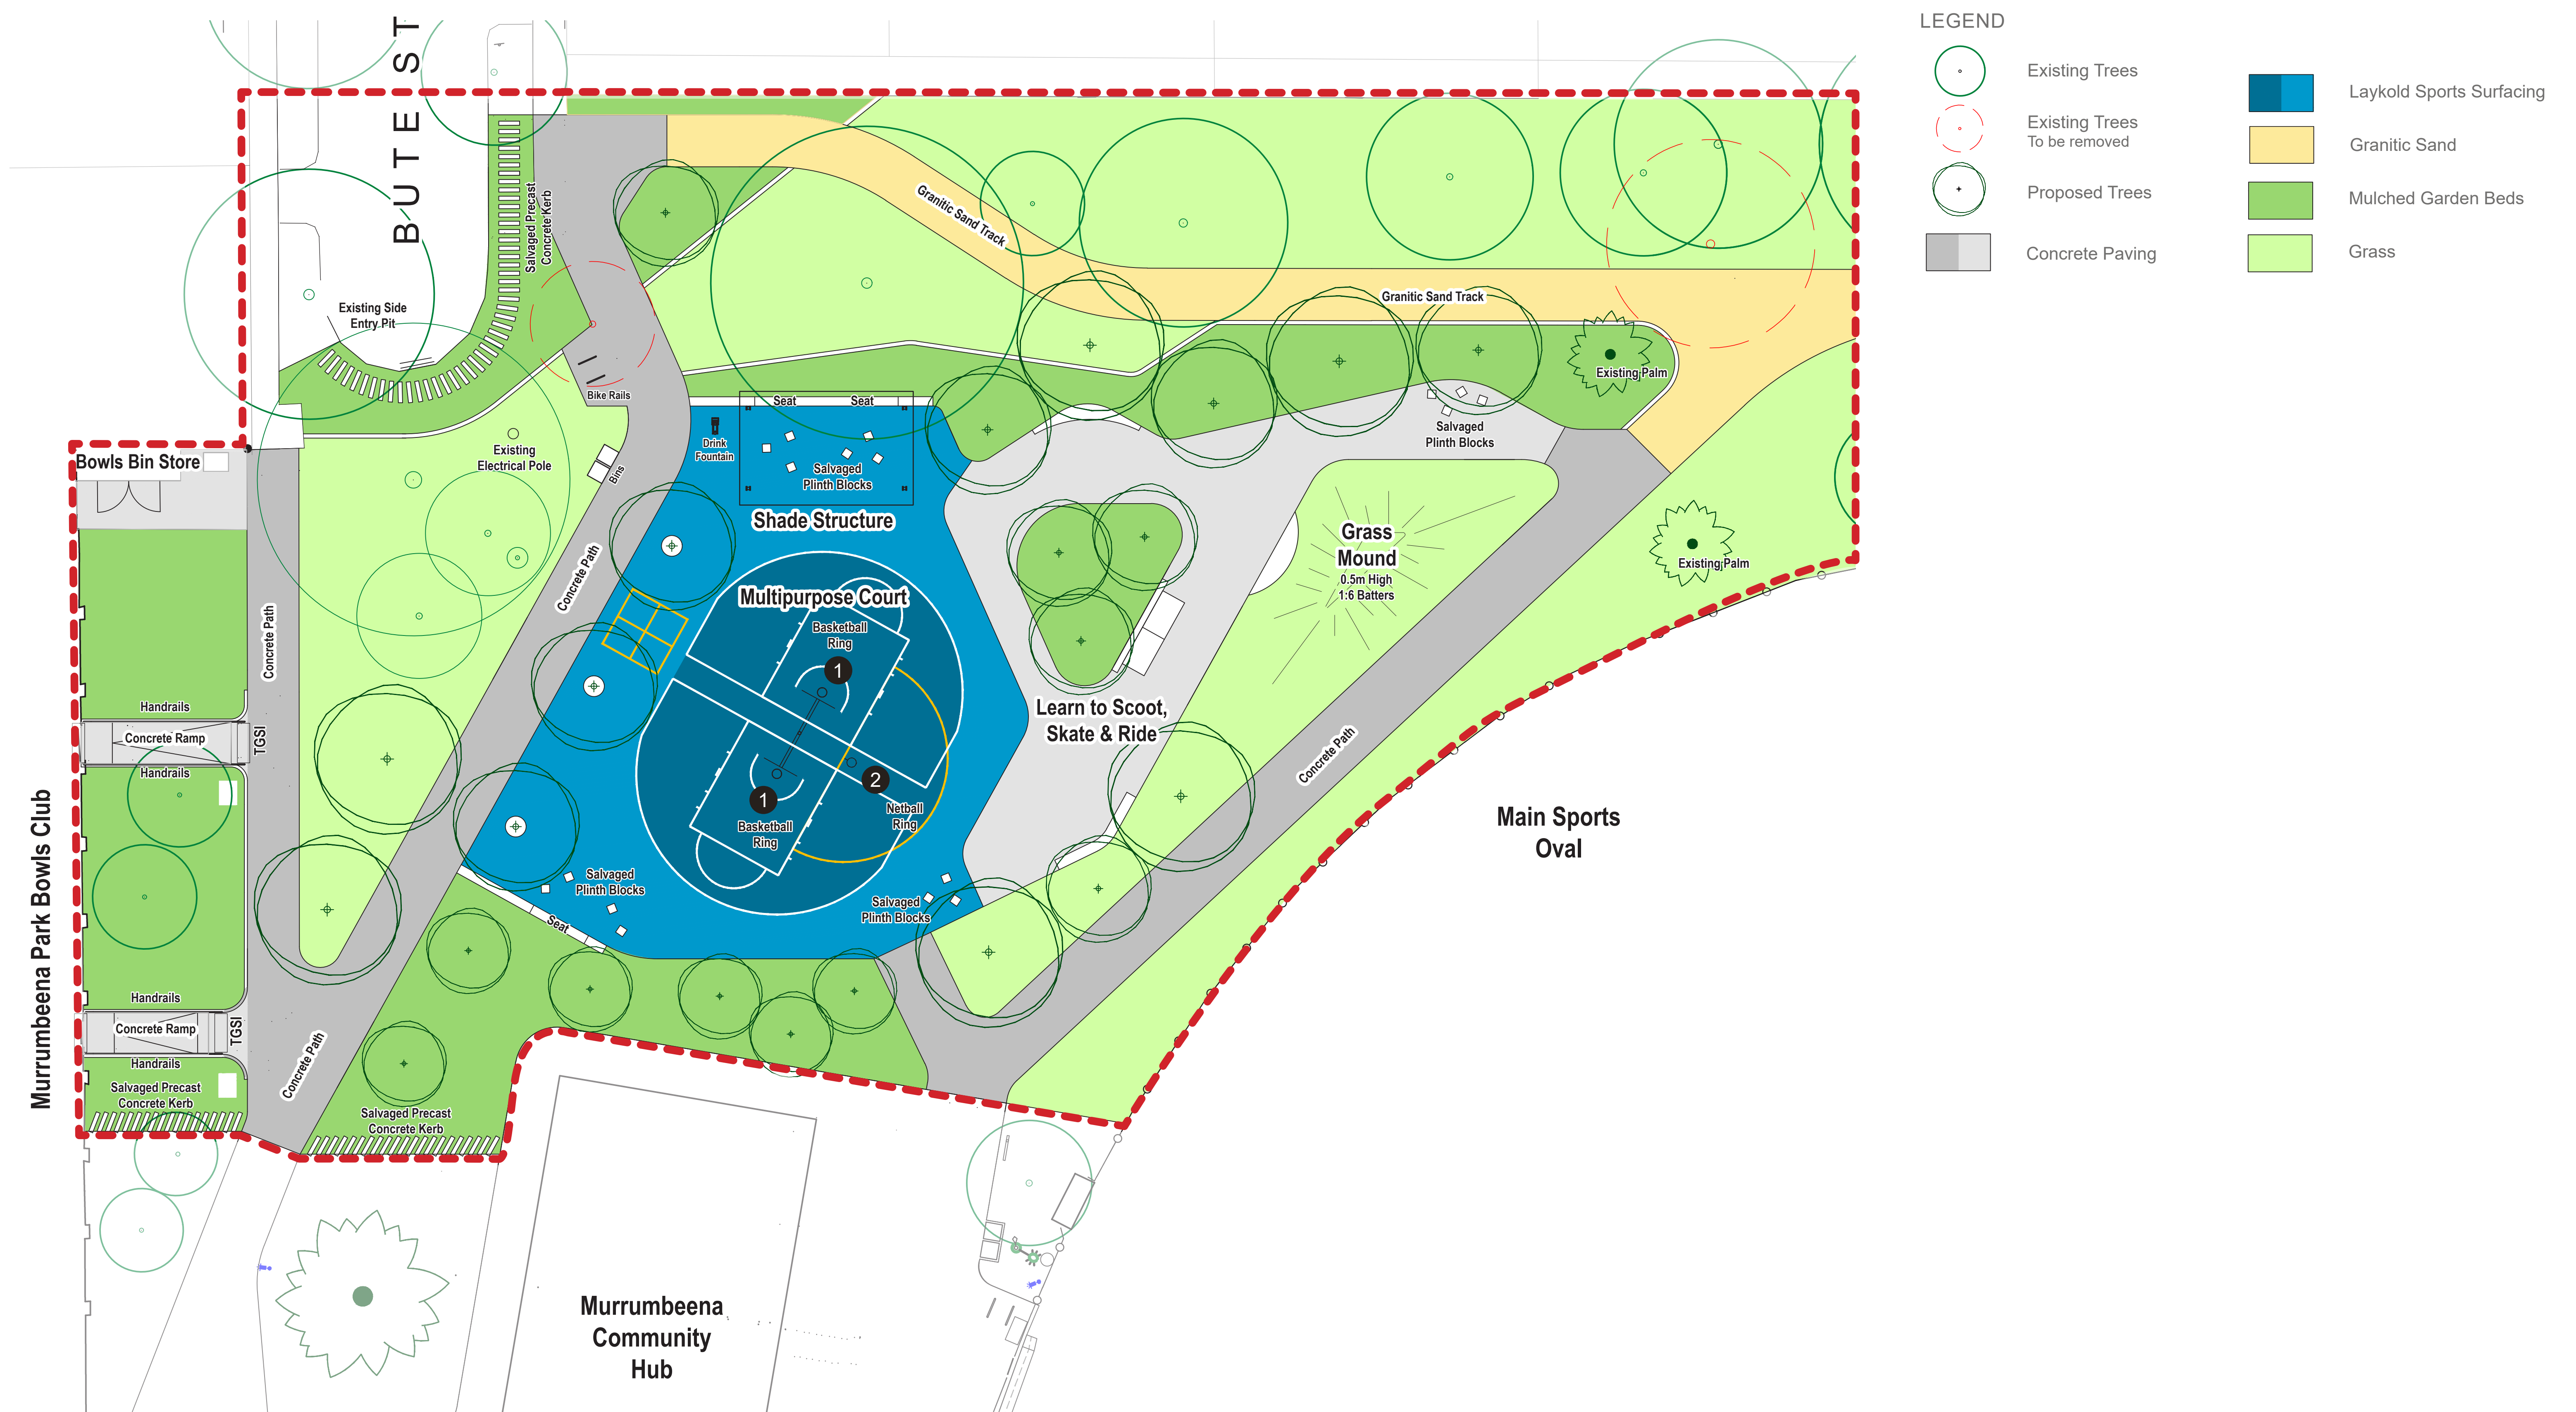 LEGEND
Existing Trees
Existing Trees
To be removed
Proposed Trees
Concrete Paving
Laykold Sports Surfacing
Granitic Sand
Mulched Garden Beds
Grass
BUTE ST
Salvaged Precast
Concrete Kerb
Existing Side
Entry Pit
Granitic Sand Track
Granitic Sand Track
Existing Palm
Bike Rails
Seat
Seat
Drink
Fountain
Salvaged
Plinth Blocks
Salvaged
Plinth Blocks
Existing
Electrical Pole
Bins
Bowls Bin Store
Shade Structure
Grass
Mound
0.5m High
1:6 Batters
Existing Palm
Concrete Path
Concrete Path
Multipurpose Court
Basketball
Ring
1
Learn to Scoot,
Skate & Ride
Handrails
Concrete Ramp
TGSI
Handrails
2
1
Netball
Ring
Basketball
Ring
Concrete Path
Main Sports
Oval
Salvaged
Plinth Blocks
Salvaged
Plinth Blocks
Seat
Murrumbeena Park Bowls Club
Handrails
Concrete Ramp
TGSI
Handrails
Concrete Path
Salvaged Precast
Concrete Kerb
Salvaged Precast
Concrete Kerb
Murrumbeena
Community
Hub